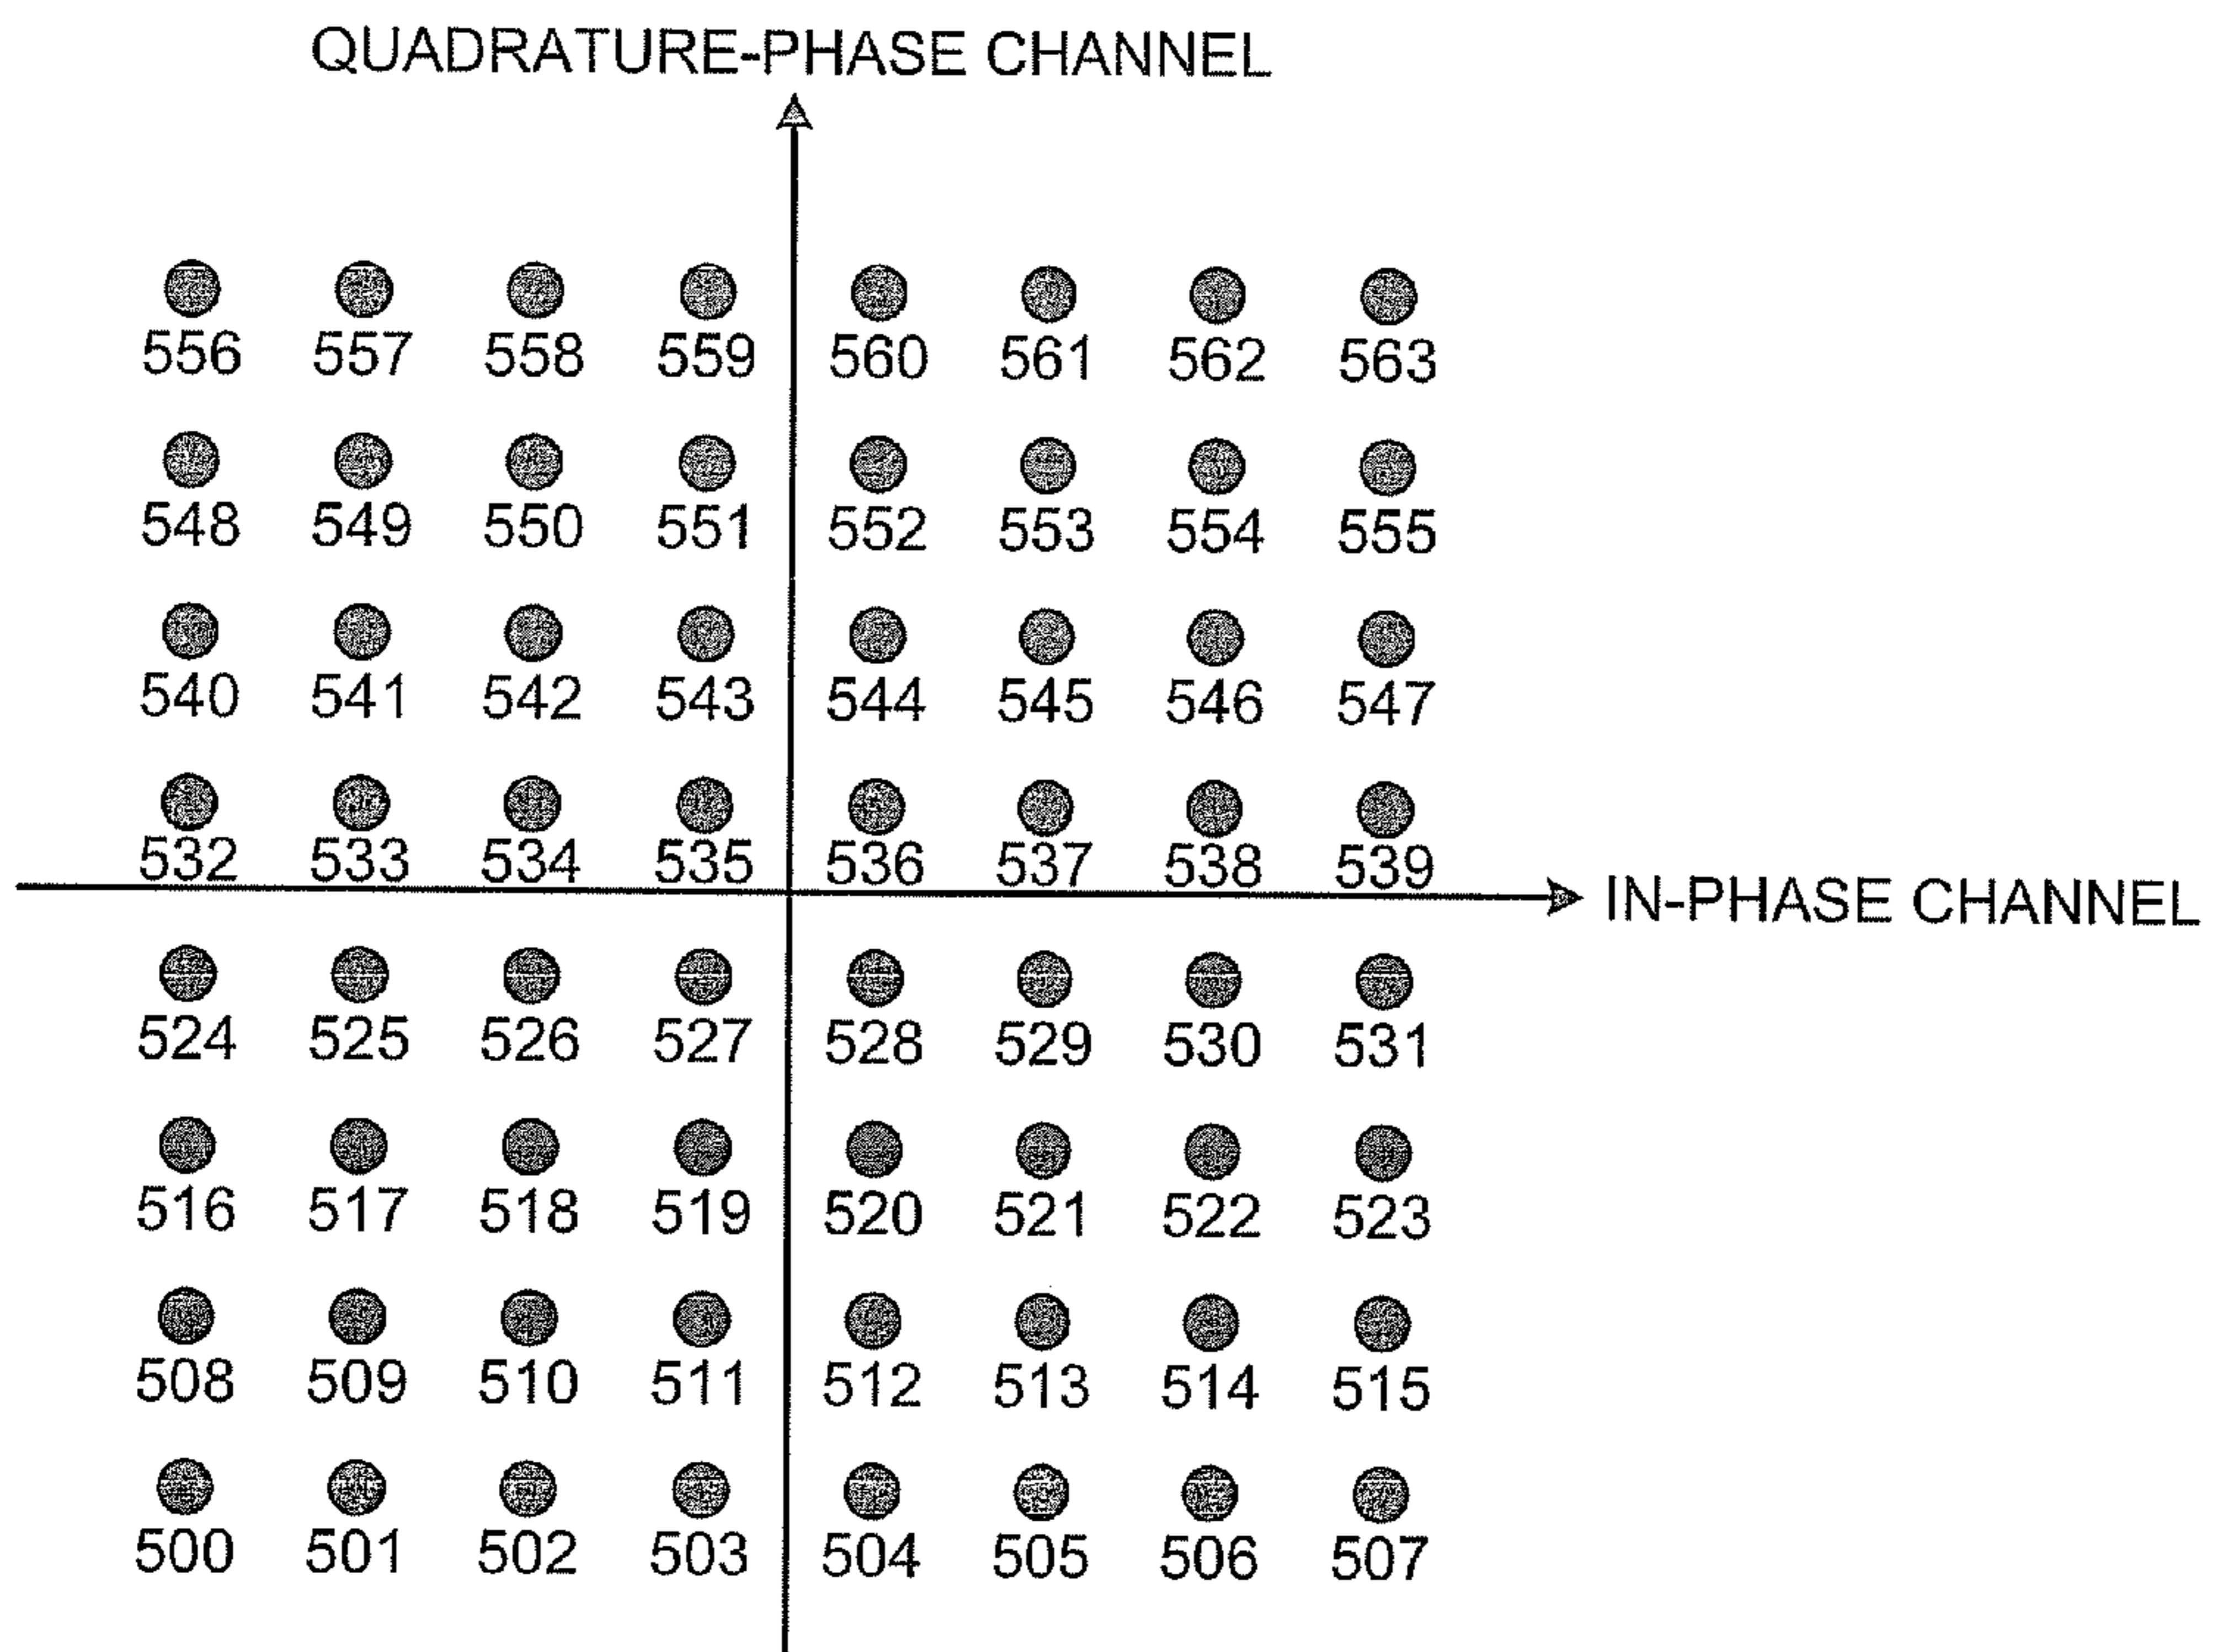 QUADRATURE-PHASE CHANNEL
556 557 558 559 560 561 562 563
548 549 550 551 552 553 554 555
540 541 542 543 544 545 546 547
532 533 534 535 536 537 538 539
IN-PHASE CHANNEL
524 525 526 527 528 529 530 531
516 517 518 519 520 521 522 523
508 509 510 511 512 513 514 515
500 501 502 503 504 505 506 507